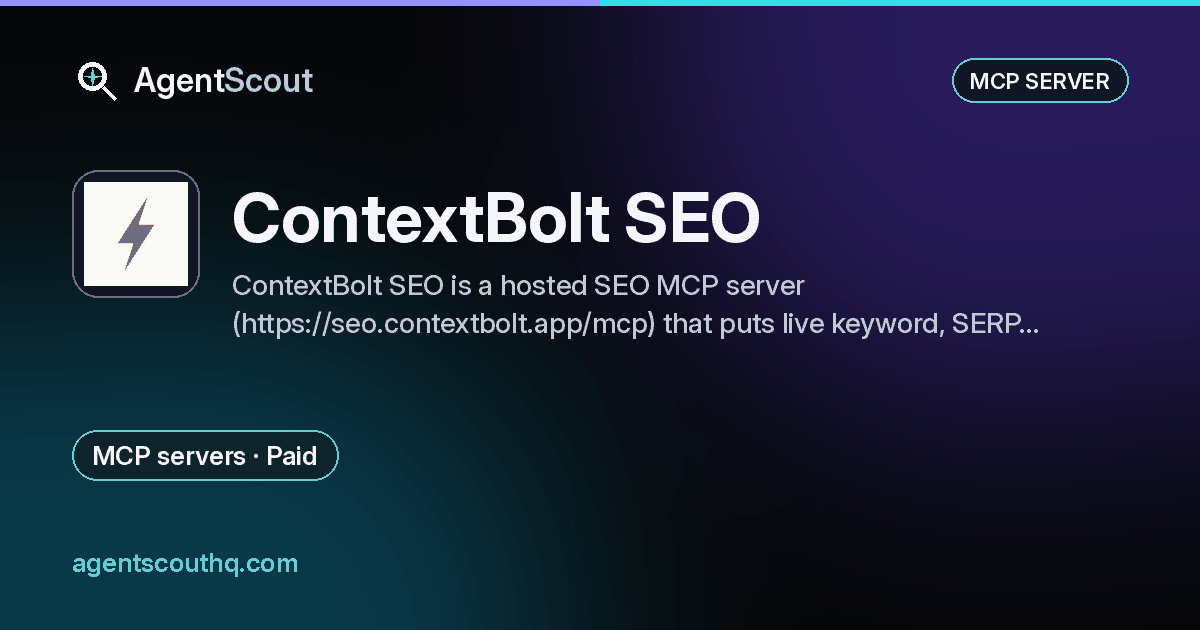 AgentScout
MCP SERVER
ContextBolt SEO
ContextBolt SEO is a hosted SEO MCP server
(https://seo.contextbolt.app/mcp) that puts live keyword, SERP...
MCP servers · Paid
agentscouthq.com